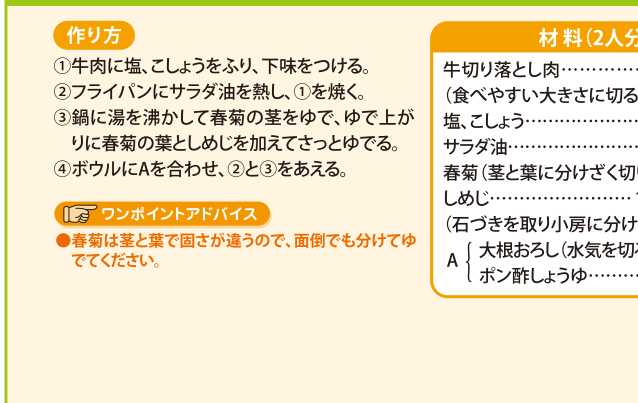 作り方
①牛肉に塩、こしょうをふり、下味をつける。
②フライパンにサラダ油を熱し、①を焼く。
③鍋に湯を沸かして春菊の茎をゆで、ゆで上が
りに春菊の葉としめじを加えてさっとゆでる。
④ボウルにAを合わせ、②と③をあえる。
ワンポイントアドバイス
●春菊は茎と葉で固さが違うので、面倒でも分けてゆ
でてください。
材料(2人分
牛切り落とし肉……………
(食べやすい大きさに切る
塩、こしょう…………………
サラダ油……………………
春菊(茎と葉に分けざく切り
しめじ……………………
(石づきを取り小房に分け
A{大根おろし(水気を切る
ポン酢しょうゆ………